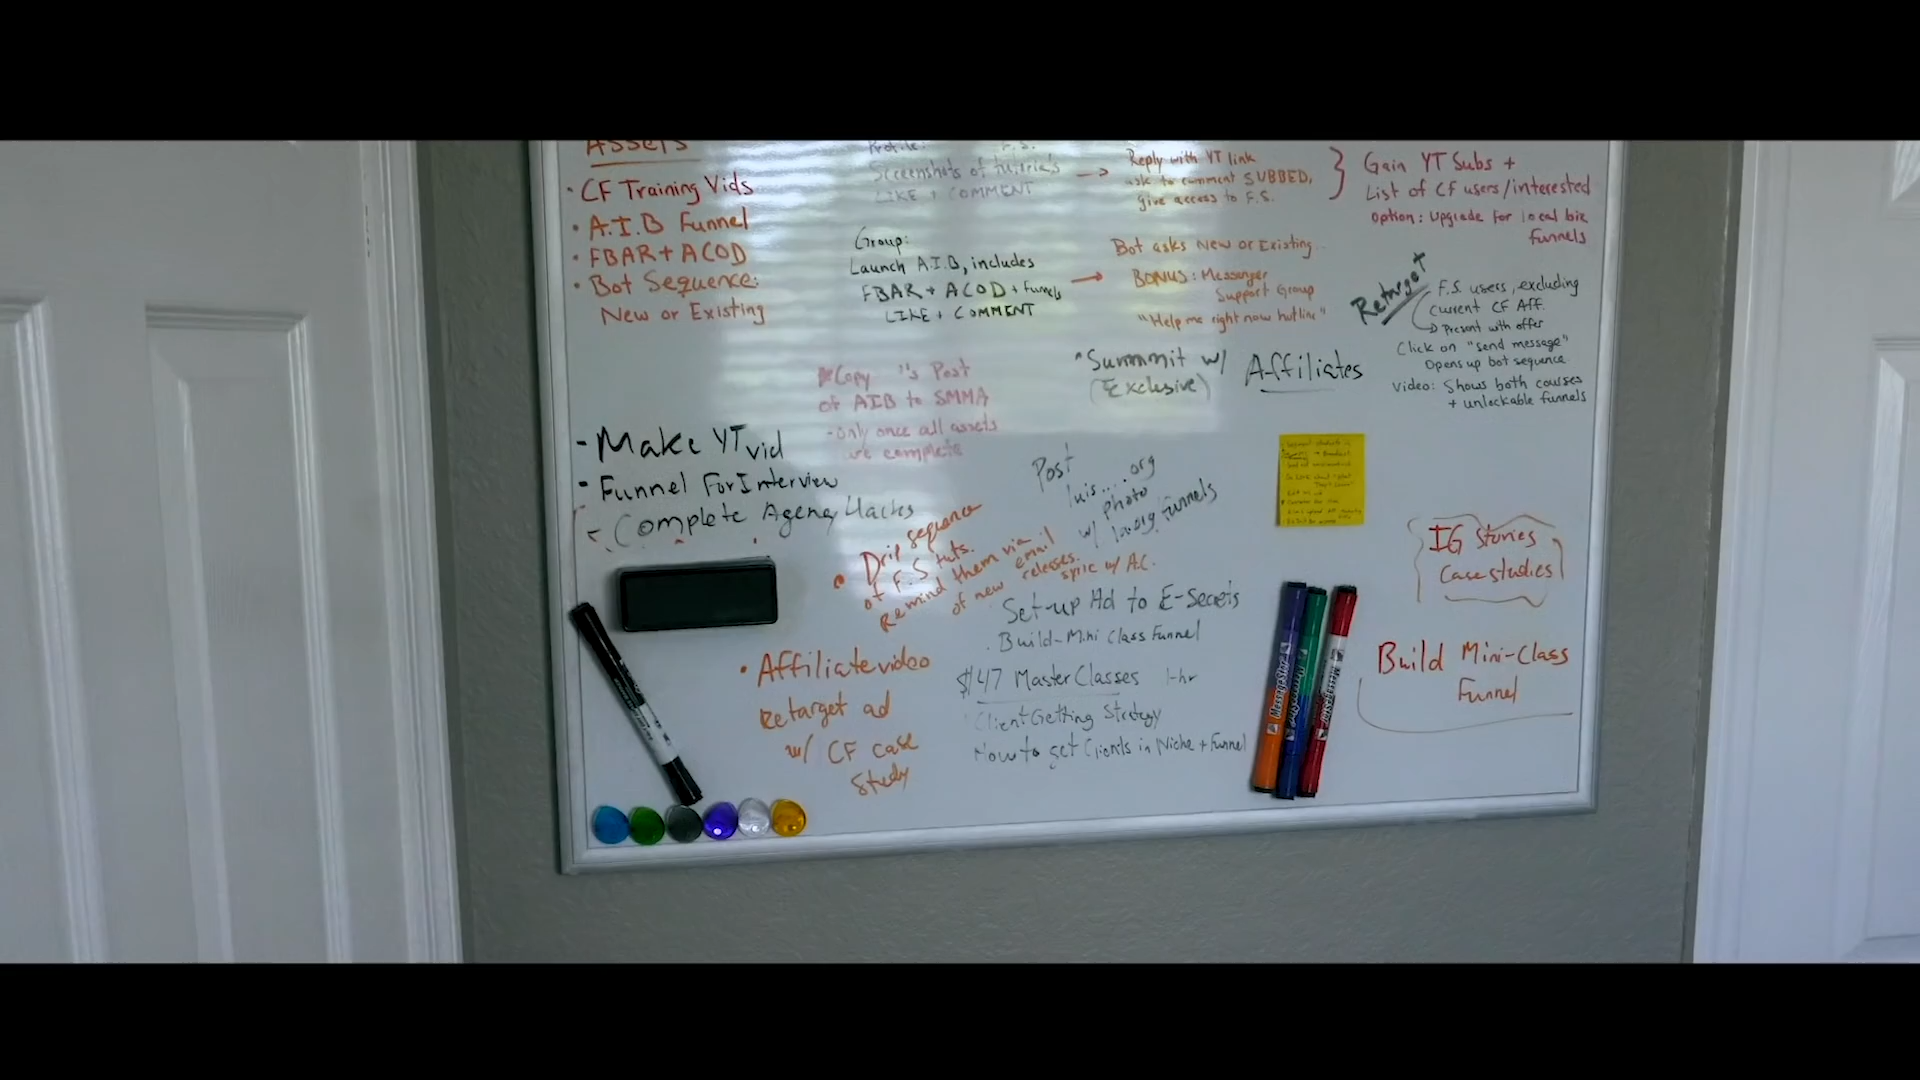 ASSETS
• CF Training Vids
• A.I.B Funnel
• FBAR + ACOD
• Bot Sequence:
New or Existing
Profile: F.S.
Screenshots of tutorials
LIKE + COMMENT
Reply with YT link
ask to comment SUBBED,
give access to F.S.
Gain YT Subs +
List of CF users/interested
option: upgrade for local biz
funnels
Group:
Launch A.I.B, includes
FBAR + ACOD + Funnels
LIKE + COMMENT
Bot asks New or Existing
BONUS: Messenger
Support Group
"Help me right now hotline"
Retarget
F.S. users, excluding
current CF Aff.
Present with offer
Click on "send message"
Opens up bot sequence
Video: Shows both courses
+ unlockable funnels
Copy 's Post
of AIB to SMMA
- only once all assets
are complete
• Summit w/ Affiliates
(Exclusive)
- Make YT vid
- Funnel For Interview
- Complete Agency Hacks
Post
luis....org
photo
w/ funnels
• Drip sequence
of F.S tuts.
Remind them via email
of new releases.
sync w/ A.C.
Set-up Ad to E-Secrets
. Build-Mini Class Funnel
$147 MasterClasses 1-hr
Client Getting Strategy
How to get Clients in Niche + Funnel
• Affiliate video
retarget ad
w/ CF case
study
IG Stories
Case studies
Build Mini-Class
Funnel